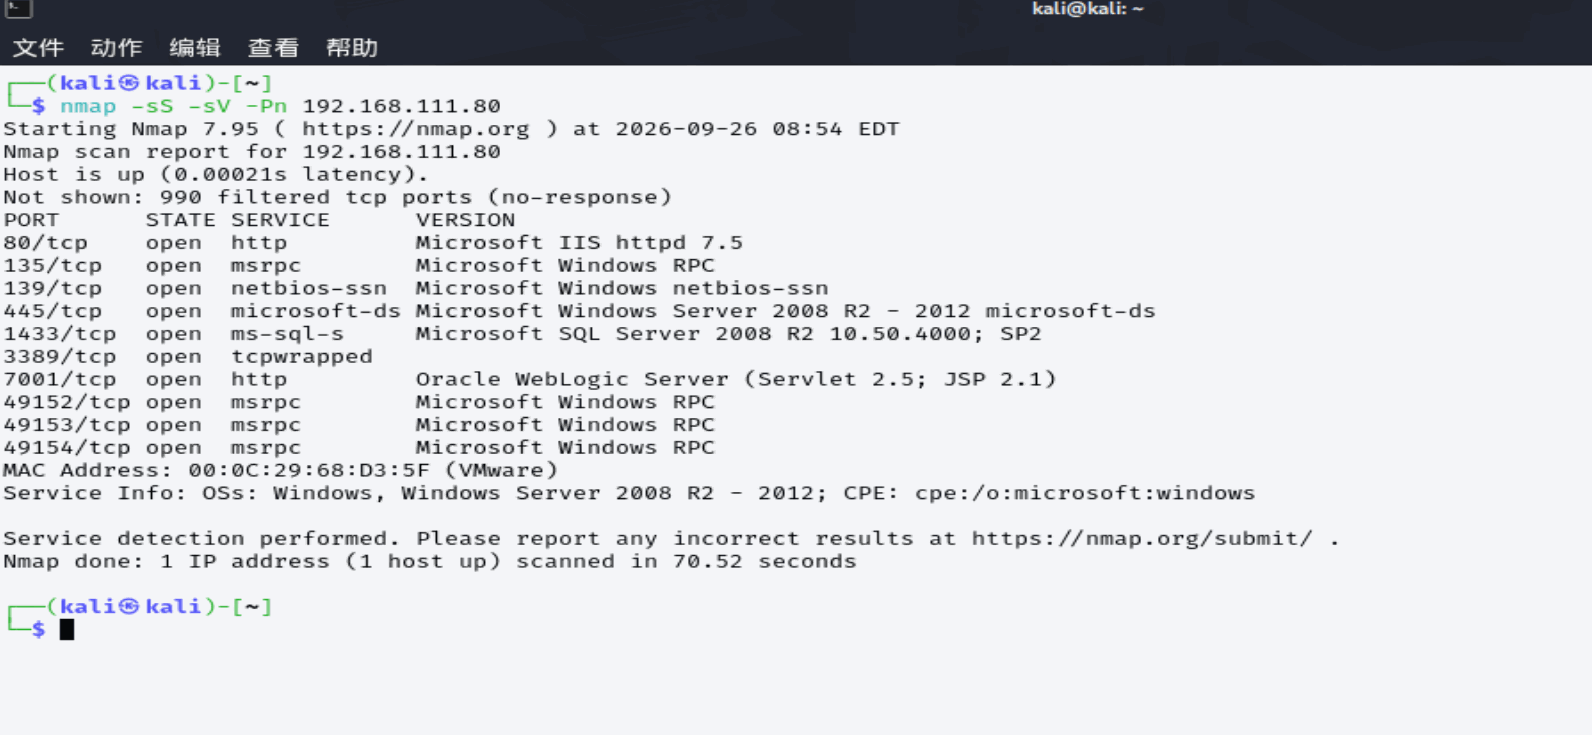 kali@kali: ~
文件 动作 编辑 查看 帮助
┌──(kali㉿kali)-[~]
└─$ nmap -sS -sV -Pn 192.168.111.80
Starting Nmap 7.95 ( https://nmap.org ) at 2026-09-26 08:54 EDT
Nmap scan report for 192.168.111.80
Host is up (0.00021s latency).
Not shown: 990 filtered tcp ports (no-response)
PORT      STATE SERVICE      VERSION
80/tcp    open  http         Microsoft IIS httpd 7.5
135/tcp   open  msrpc        Microsoft Windows RPC
139/tcp   open  netbios-ssn  Microsoft Windows netbios-ssn
445/tcp   open  microsoft-ds Microsoft Windows Server 2008 R2 - 2012 microsoft-ds
1433/tcp  open  ms-sql-s     Microsoft SQL Server 2008 R2 10.50.4000; SP2
3389/tcp  open  tcpwrapped
7001/tcp  open  http         Oracle WebLogic Server (Servlet 2.5; JSP 2.1)
49152/tcp open  msrpc        Microsoft Windows RPC
49153/tcp open  msrpc        Microsoft Windows RPC
49154/tcp open  msrpc        Microsoft Windows RPC
MAC Address: 00:0C:29:68:D3:5F (VMware)
Service Info: OSs: Windows, Windows Server 2008 R2 - 2012; CPE: cpe:/o:microsoft:windows
Service detection performed. Please report any incorrect results at https://nmap.org/submit/ .
Nmap done: 1 IP address (1 host up) scanned in 70.52 seconds
┌──(kali㉿kali)-[~]
└─$